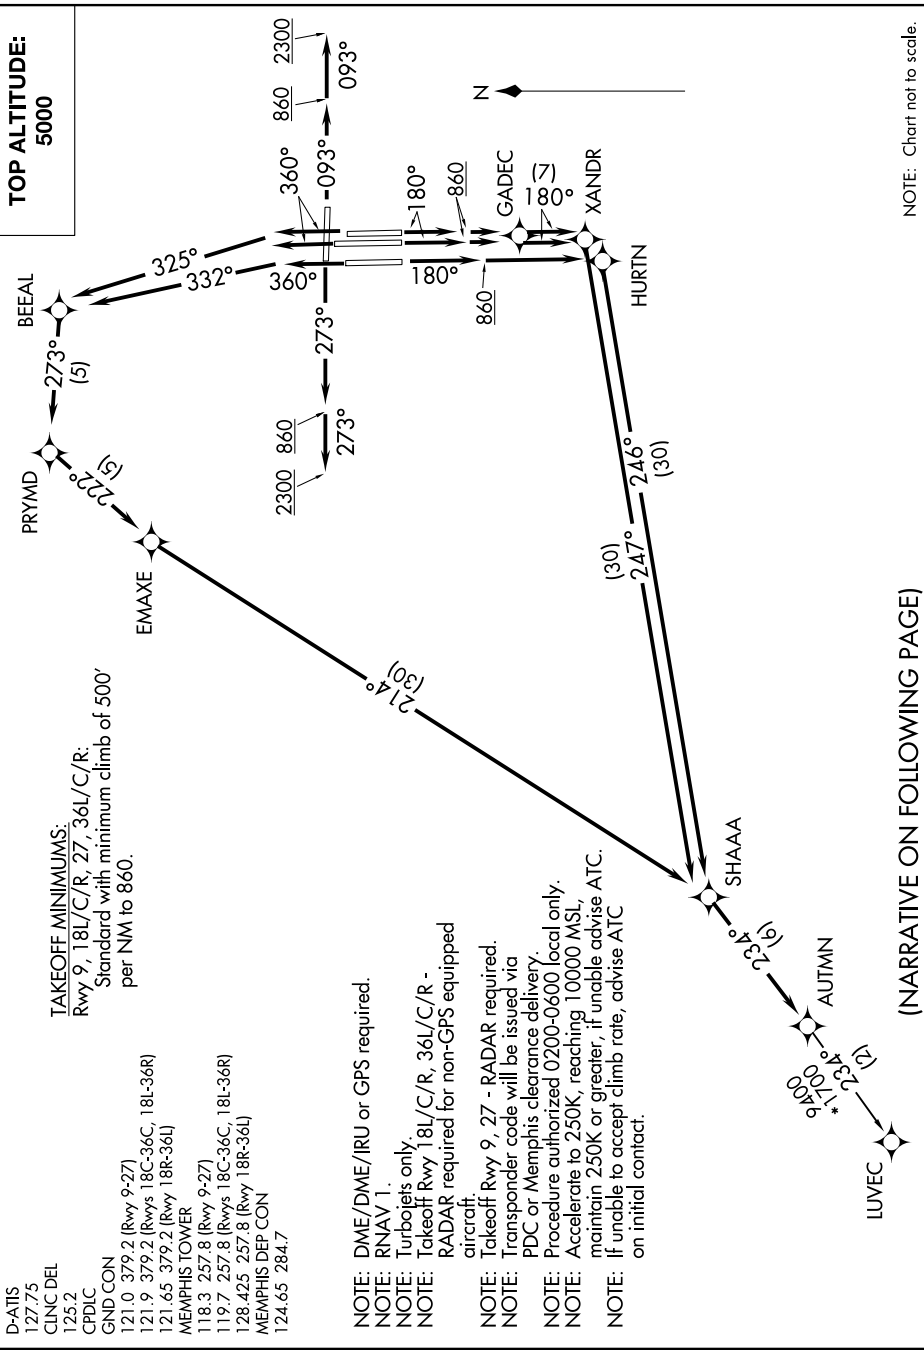 TOP ALTITUDE:
5000
D-ATIS
127.75
CLNC DEL
125.2
CPDLC
GND CON
121.0 379.2 (Rwy 9-27)
121.9 379.2 (Rwys 18C-36C, 18L-36R)
121.65 379.2 (Rwy 18R-36L)
MEMPHIS TOWER
118.3 257.8 (Rwy 9-27)
119.7 257.8 (Rwys 18C-36C, 18L-36R)
128.425 257.8 (Rwy 18R-36L)
MEMPHIS DEP CON
124.65 284.7
TAKEOFF MINIMUMS:
Rwy 9, 18L/C/R, 27, 36L/C/R:
Standard with minimum climb of 500'
per NM to 860.
NOTE: DME/DME/IRU or GPS required.
NOTE: RNAV 1.
NOTE: Turbojets only.
NOTE: Takeoff Rwy 18L/C/R, 36L/C/R -
RADAR required for non-GPS equipped
aircraft.
NOTE: Takeoff Rwy 9, 27 - RADAR required.
NOTE: Transponder code will be issued via
PDC or Memphis clearance delivery.
NOTE: Procedure authorized 0200-0600 local only.
NOTE: Accelerate to 250K, reaching 10000 MSL,
maintain 250K or greater, if unable advise ATC.
NOTE: If unable to accept climb rate, advise ATC
on initial contact.
BEEAL
325°
332°
273°
(5)
PRYMD
222°
(5)
EMAXE
214°
(30)
360°
360°
093°
860
2300
093°
273°
860
2300
273°
180°
180°
860
860
N
GADEC
(7)
180°
XANDR
HURTN
246°
(30)
(30)
247°
SHAAA
234°
(6)
AUTMN
9400
*1700
234°
(2)
LUVEC
(NARRATIVE ON FOLLOWING PAGE)
NOTE: Chart not to scale.